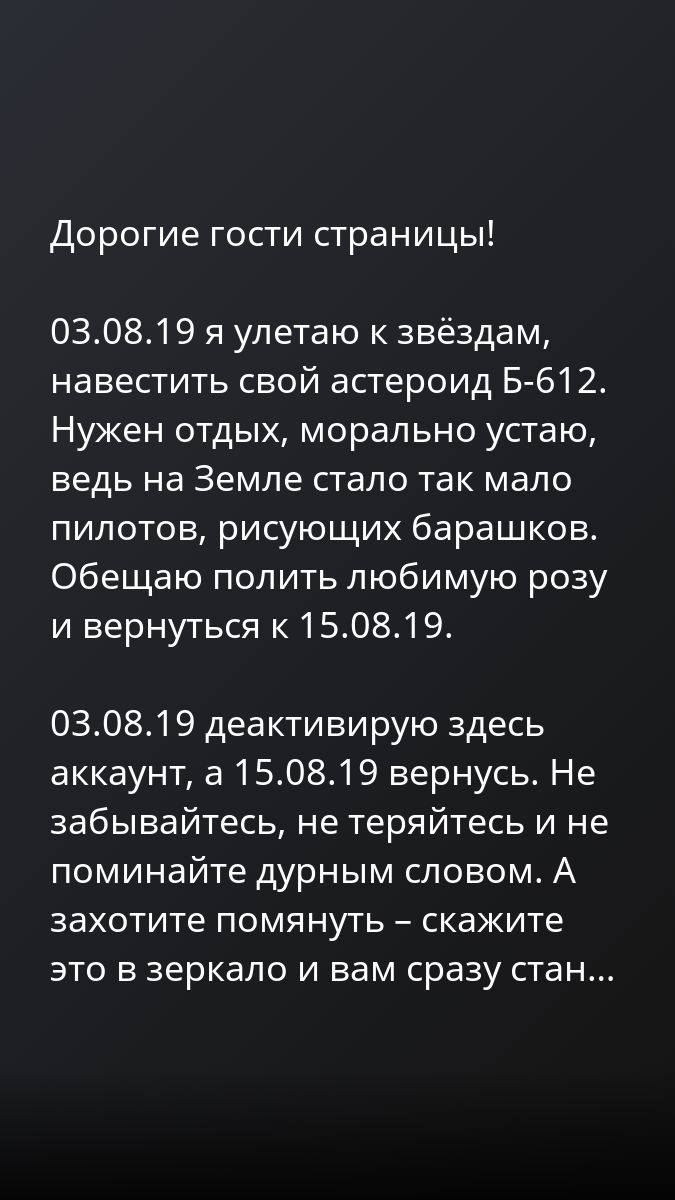 Дорогие гости страницы!
03.08.19 я улетаю к звёздам,
навестить свой астероид Б-612.
Нужен отдых, морально устаю,
ведь на Земле стало так мало
пилотов, рисующих барашков.
Обещаю полить любимую розу
и вернуться к 15.08.19.
03.08.19 деактивирую здесь
аккаунт, а 15.08.19 вернусь. Не
забывайтесь, не теряйтесь и не
поминайте дурным словом. А
захотите помянуть – скажите
это в зеркало и вам сразу стан...